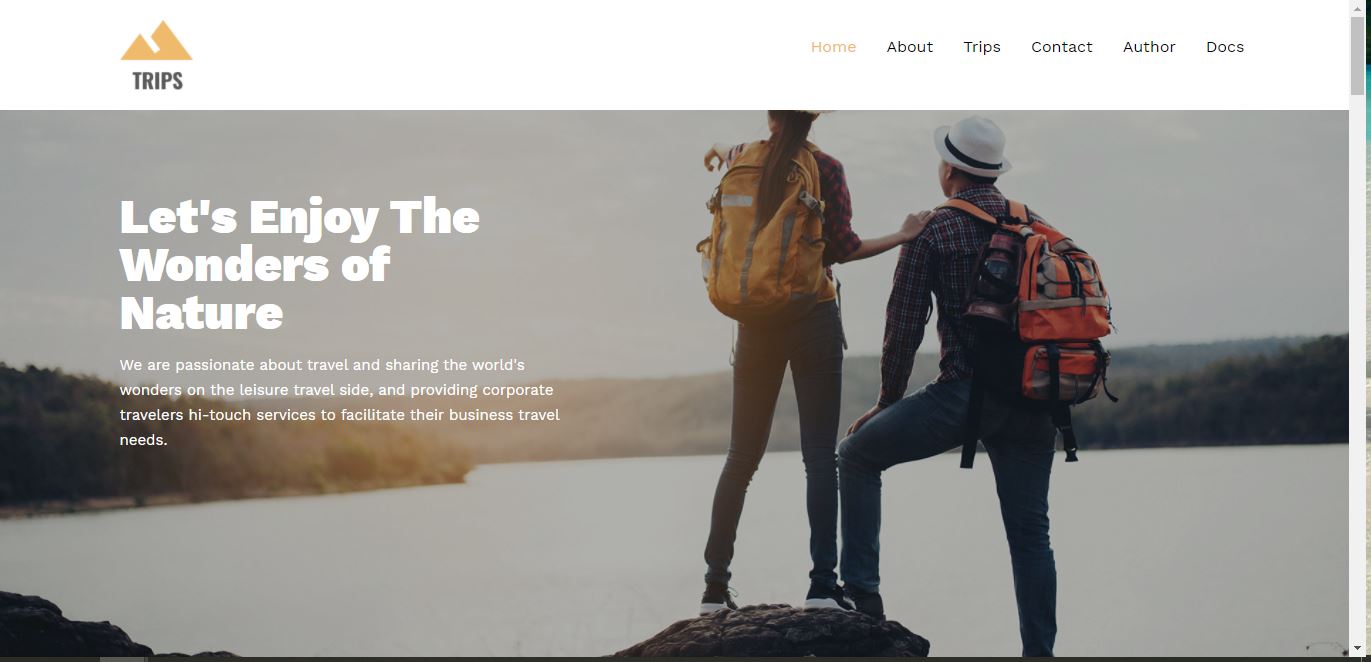 TRIPS
Home About Trips Contact Author Docs
Let's Enjoy The
Wonders of
Nature
We are passionate about travel and sharing the world's
wonders on the leisure travel side, and providing corporate
travelers hi-touch services to facilitate their business travel
needs.